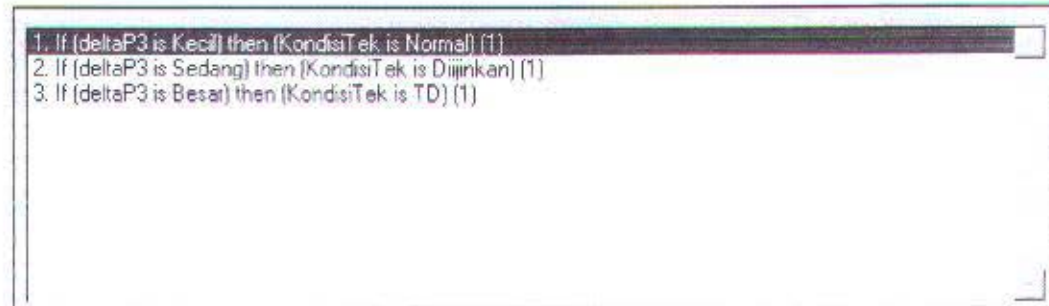 1. If (deltaP3 is Kecil) then (KondisiTek is Normal) (1)
2. If (deltaP3 is Sedang) then (KondisiTek is Diijinkan) (1)
3. If (deltaP3 is Besar) then (KondisiTek is TD) (1)